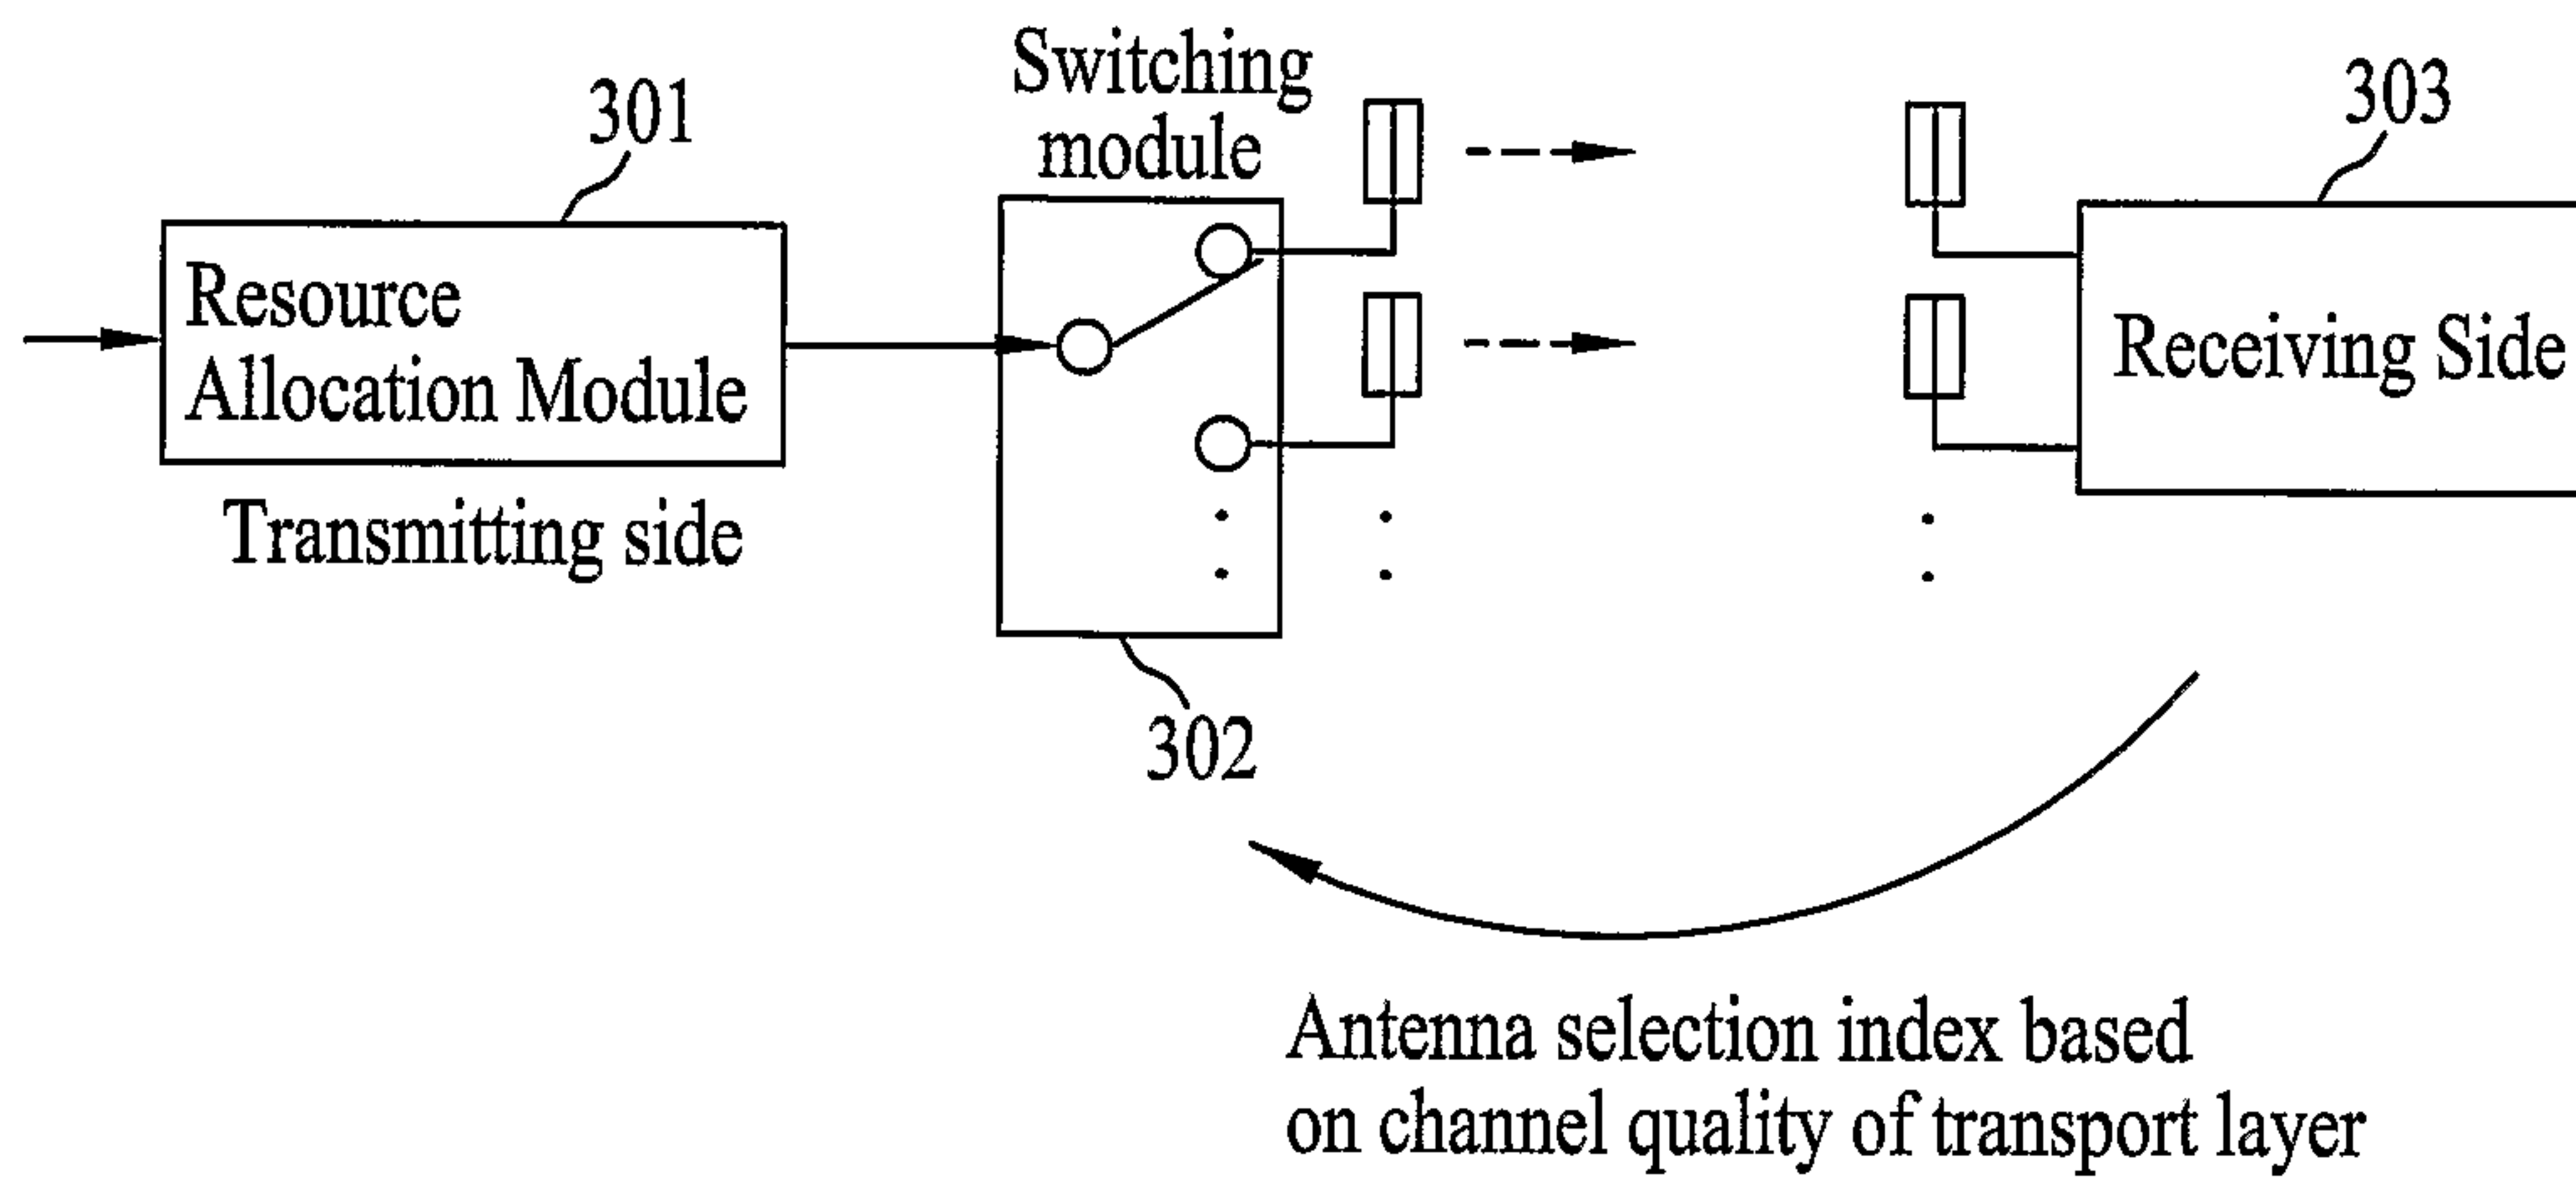 301
Resource
Allocation Module
Transmitting side
Switching
module
302
303
Receiving Side
Antenna selection index based
on channel quality of transport layer